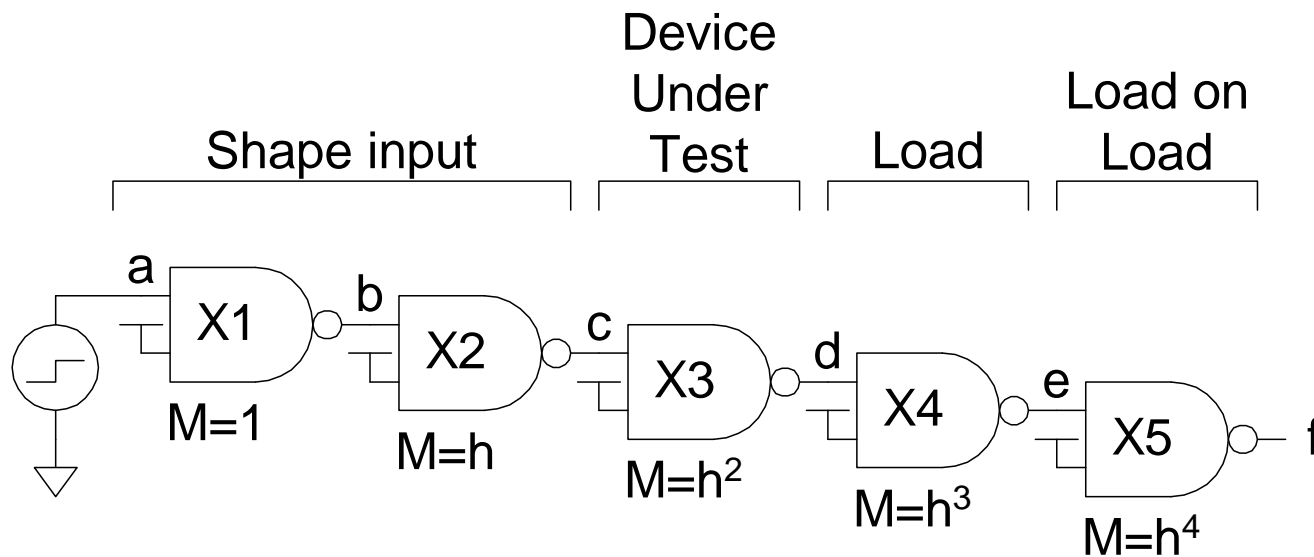 Device
Under
Test
Load on
Load
Shape input
Load
a
X1
M=1
b
X2
M=h
c
X3
M=h²
d
X4
M=h³
e
X5
M=h⁴
f